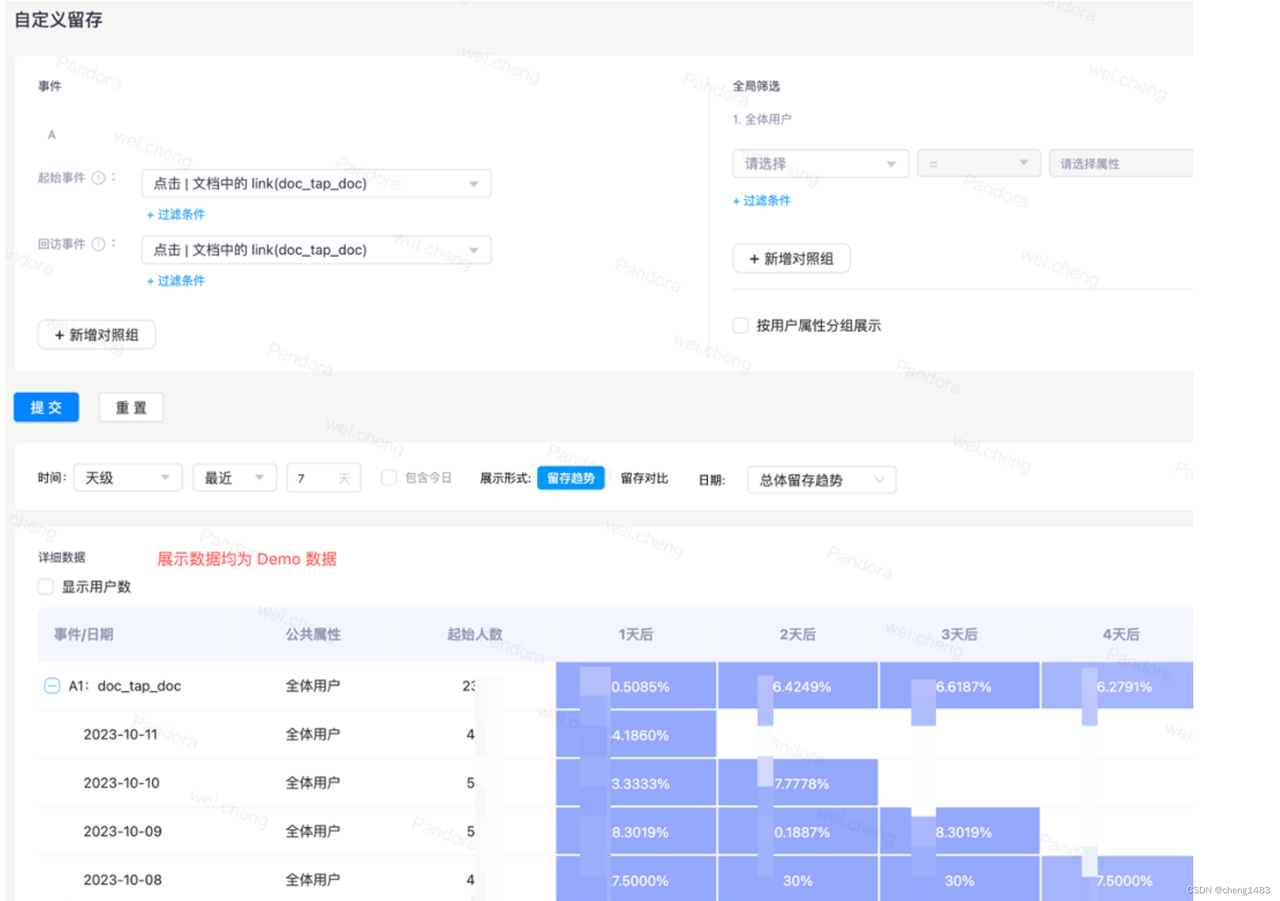 自定义留存
事件
A
起始事件 ：
点击 | 文档中的 link(doc_tap_doc)
+ 过滤条件
回访事件 ：
点击 | 文档中的 link(doc_tap_doc)
+ 过滤条件
+ 新增对照组
全局筛选
1. 全体用户
请选择 = 请选择属性
+ 过滤条件
+ 新增对照组
按用户属性分组展示
提 交 重 置
时间: 天级 最近 7 天 包含今日 展示形式: 留存趋势 留存对比 日期: 总体留存趋势
详细数据 展示数据均为 Demo 数据
显示用户数
事件/日期 公共属性 起始人数 1天后 2天后 3天后 4天后
A1: doc_tap_doc 全体用户 23 0.5085% 6.4249% 6.6187% 6.2791%
2023-10-11 全体用户 4 4.1860%
2023-10-10 全体用户 5 3.3333% 7.7778%
2023-10-09 全体用户 5 8.3019% 0.1887% 8.3019%
2023-10-08 全体用户 4 7.5000% 30% 30% 7.5000%
Pandora
wei.cheng
CSDN @cheng1483